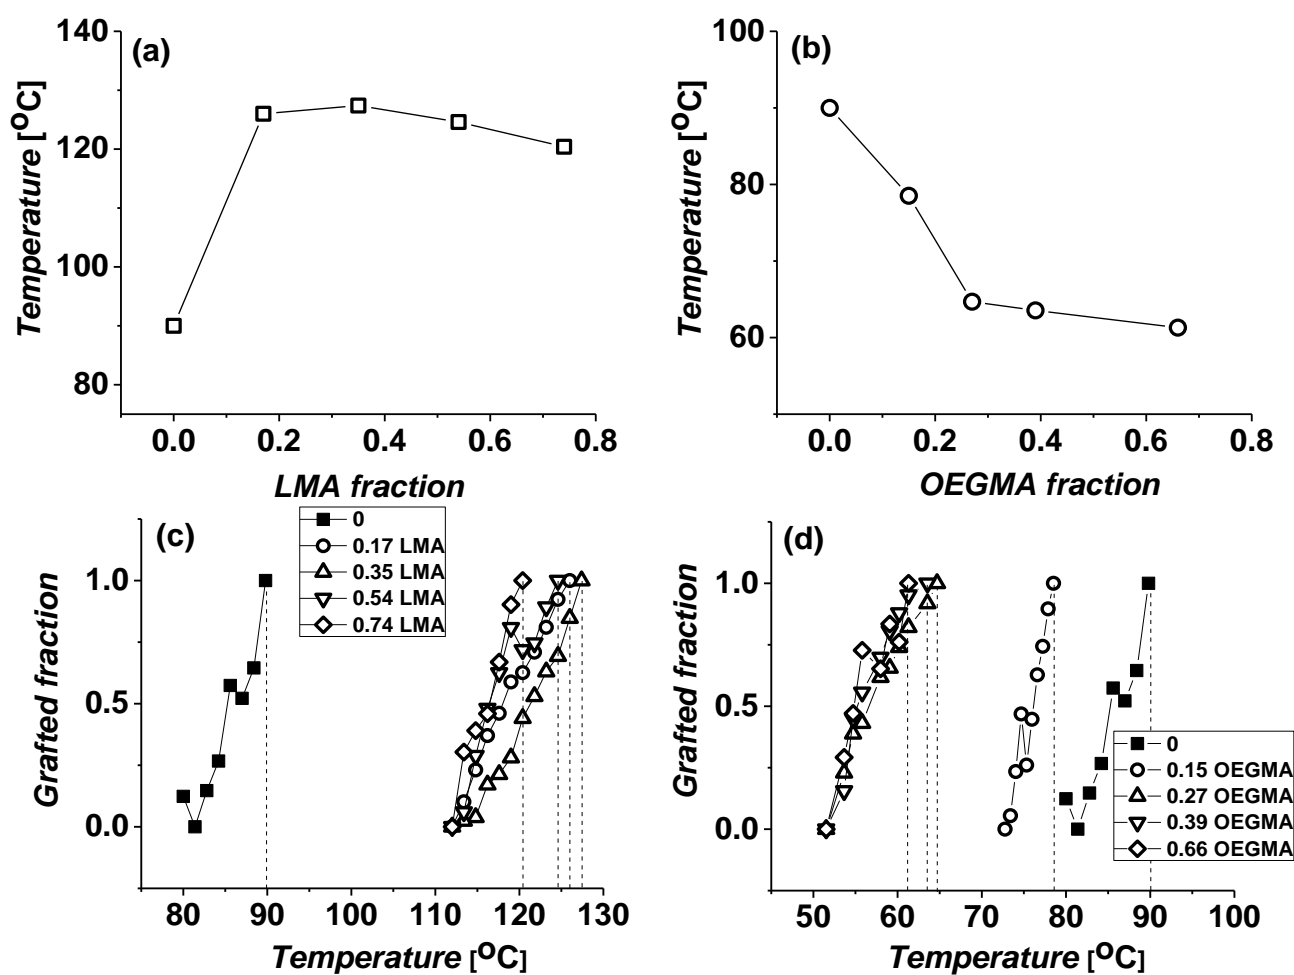 (a)
140
120
100
80
Temperature [ºC]
0.0 0.2 0.4 0.6 0.8
LMA fraction
(b)
100
80
60
Temperature [ºC]
0.0 0.2 0.4 0.6 0.8
OEGMA fraction
(c)
0
0.17 LMA
0.35 LMA
0.54 LMA
0.74 LMA
1.0
0.5
0.0
Grafted fraction
80 90 100 110 120 130
Temperature [ºC]
(d)
1.0
0.5
0.0
Grafted fraction
0
0.15 OEGMA
0.27 OEGMA
0.39 OEGMA
0.66 OEGMA
50 60 70 80 90 100
Temperature [ºC]